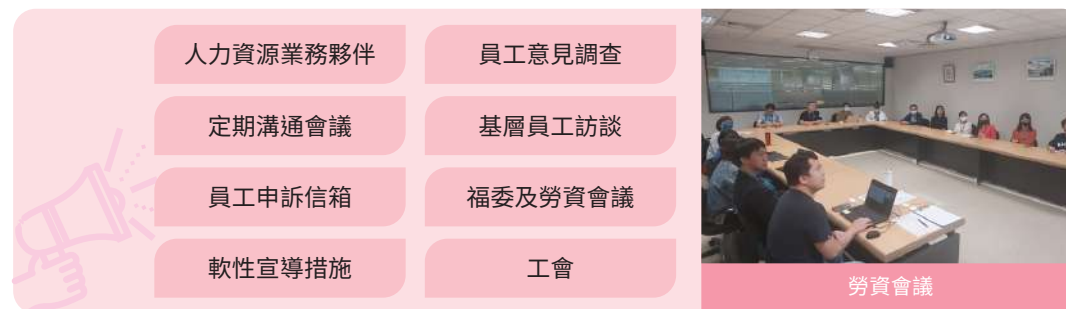 人力資源業務夥伴
員工意見調查
定期溝通會議
基層員工訪談
員工申訴信箱
福委及勞資會議
軟性宣導措施
工會
勞資會議